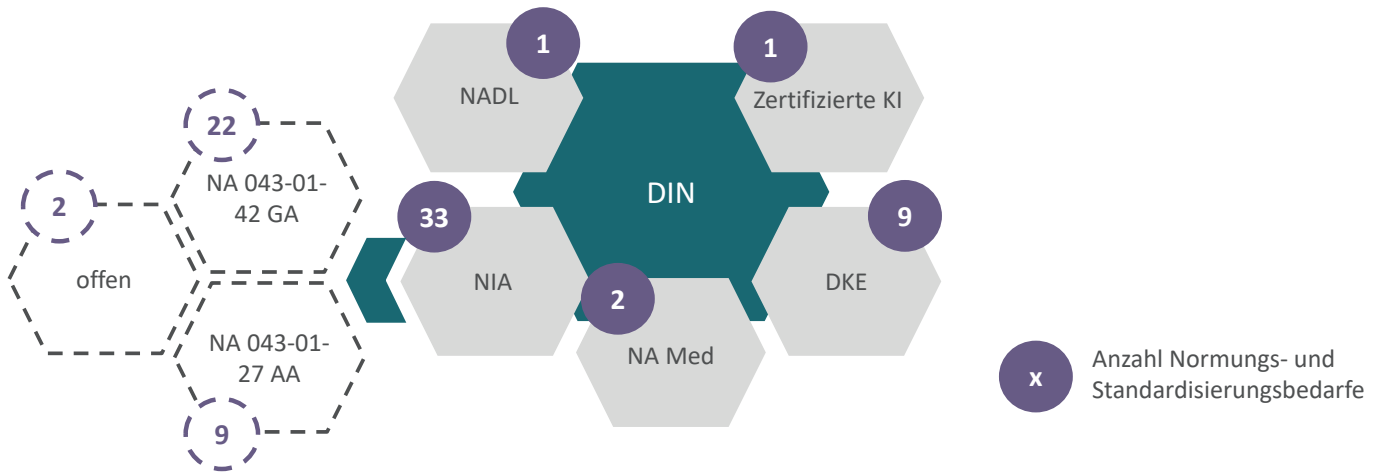 1
NADL
1
Zertifizierte KI
22
NA 043-01-
42 GA
2
offen
NA 043-01-
27 AA
9
33
NIA
DIN
2
NA Med
9
DKE
x
Anzahl Normungs- und
Standardisierungsbedarfe